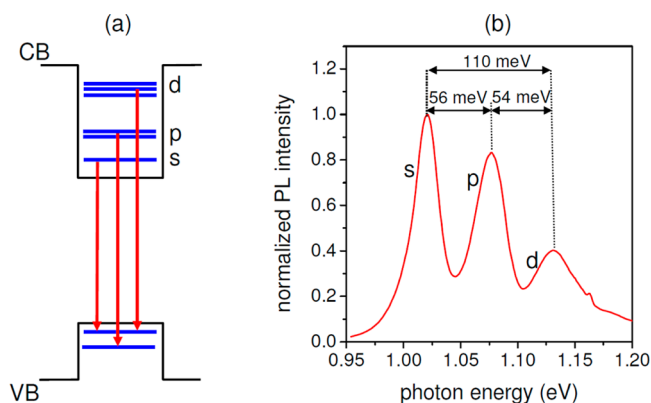 (a)
CB
d
p
s
VB
(b)
110 meV
56 meV
54 meV
s
p
d
1.2
1.0
0.8
0.6
0.4
0.2
0.0
normalized PL intensity
0.95
1.00
1.05
1.10
1.15
1.20
photon energy (eV)